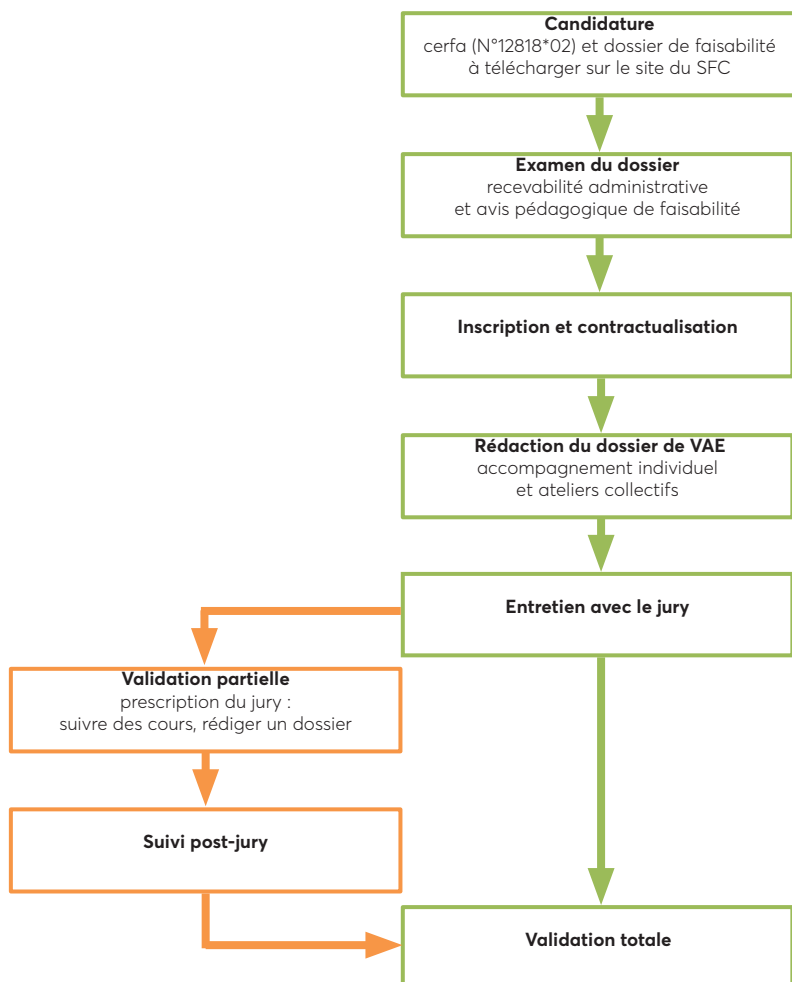 Candidature
cerfa (N°12818*02) et dossier de faisabilité
à télécharger sur le site du SFC
Examen du dossier
recevabilité administrative
et avis pédagogique de faisabilité
Inscription et contractualisation
Rédaction du dossier de VAE
accompagnement individuel
et ateliers collectifs
Entretien avec le jury
Validation partielle
prescription du jury :
suivre des cours, rédiger un dossier
Suivi post-jury
Validation totale